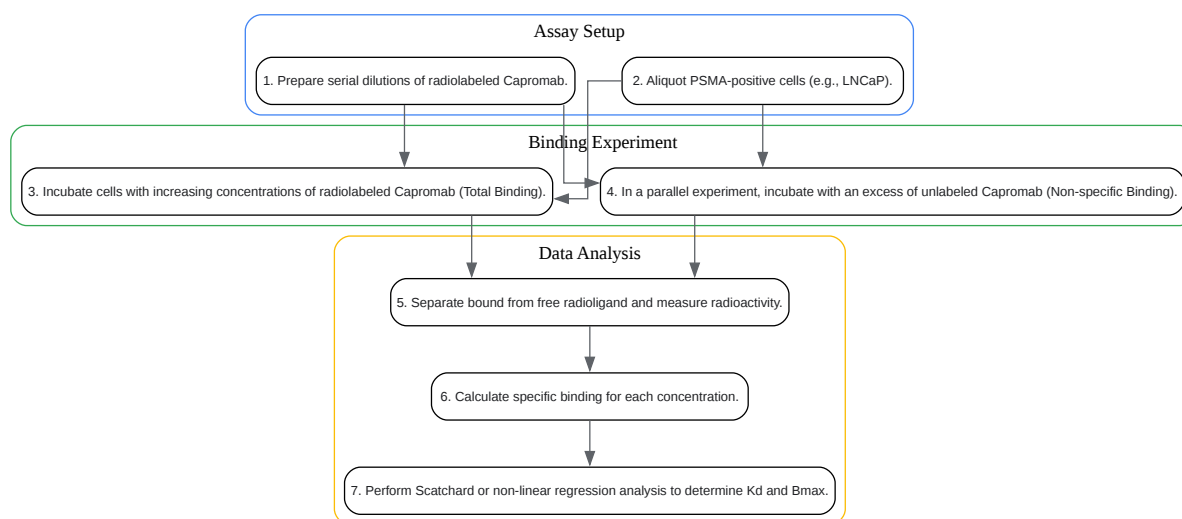 Assay Setup
1. Prepare serial dilutions of radiolabeled Capromab.
2. Aliquot PSMA-positive cells (e.g., LNCaP).
Binding Experiment
3. Incubate cells with increasing concentrations of radiolabeled Capromab (Total Binding).
4. In a parallel experiment, incubate with an excess of unlabeled Capromab (Non-specific Binding).
Data Analysis
5. Separate bound from free radioligand and measure radioactivity.
6. Calculate specific binding for each concentration.
7. Perform Scatchard or non-linear regression analysis to determine Kd and Bmax.